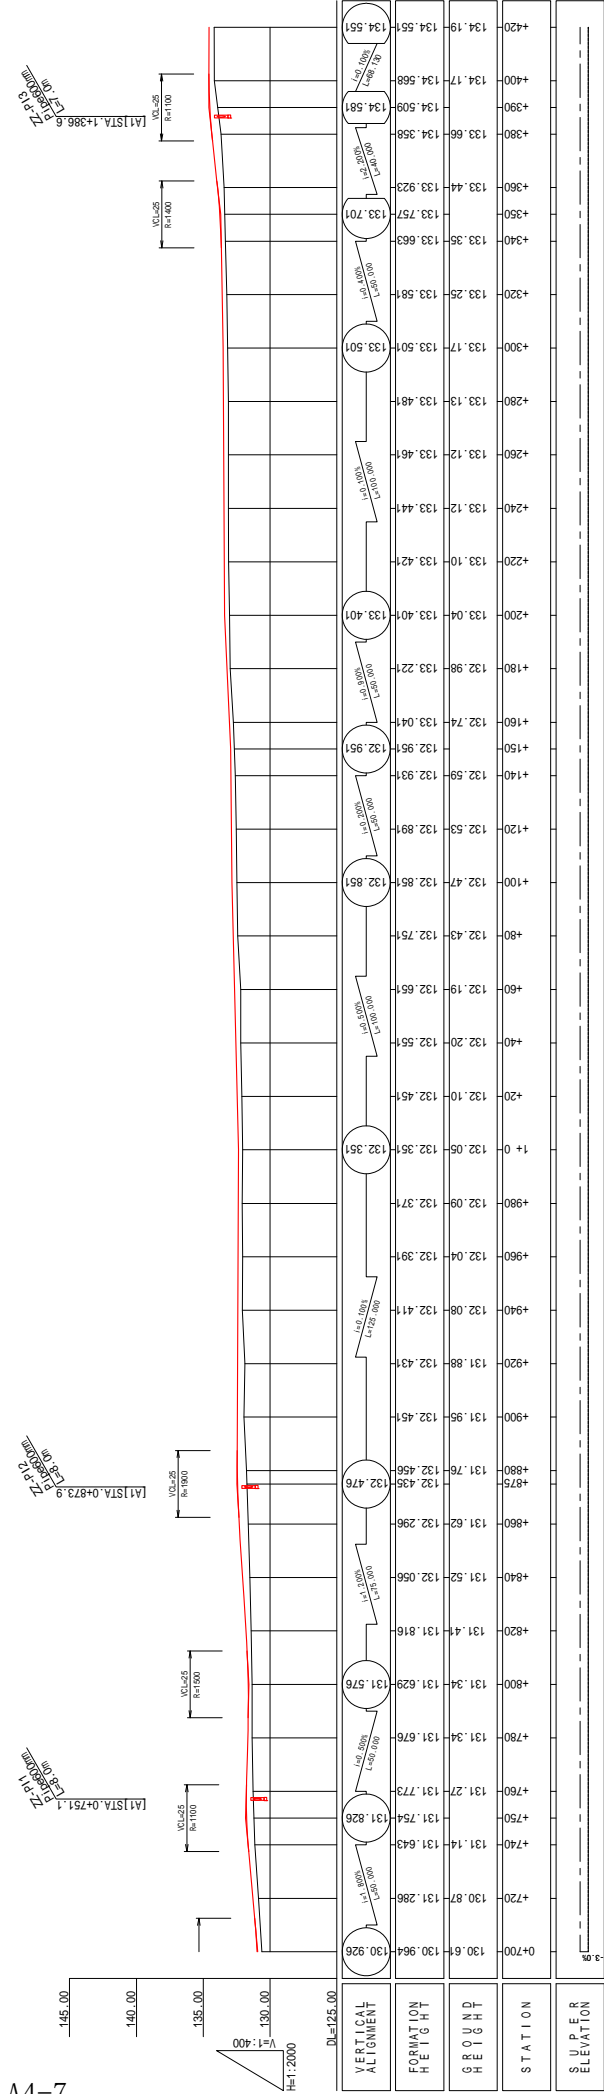 ZZ-P11
Pipe600mm
L=8.0m
[A1]STA.0+751.1
ZZ-P12
Pipe600mm
L=8.0m
[A1]STA.0+873.9
ZZ-P13
Pipe600mm
L=7.0m
[A1]STA.1+386.6
VCL=25
R=1100
VCL=25
R=1500
VCL=25
R=1900
VCL=25
R=1400
VCL=25
R=1100
145.00
140.00
135.00
130.00
DL=125.00
V=1:400
H=1:2000
VERTICAL
ALIGNMENT
130.926
i=1.800%
L=50.000
131.826
i=0.500%
L=50.000
131.576
i=1.200%
L=75.000
132.476
i=0.100%
L=125.000
132.351
i=0.500%
L=100.000
132.851
i=0.200%
L=50.000
132.951
i=0.900%
L=50.000
133.401
i=0.100%
L=100.000
133.501
i=0.400%
L=50.000
133.701
i=2.200%
L=40.000
134.581
i=0.100%
L=68.130
134.551
FORMATION
HEIGHT
130.964 131.286 131.643 131.754 131.773 131.676 131.629 131.816 132.056 132.296 132.435 132.456 132.451 132.431 132.411 132.391 132.371 132.351 132.451 132.551 132.651 132.751 132.851 132.891 132.931 132.951 133.041 133.221 133.401 133.421 133.441 133.461 133.481 133.501 133.581 133.663 133.757 133.923 134.358 134.509 134.568 134.551
GROUND
HEIGHT
130.61 130.87 131.14 131.27 131.34 131.34 131.41 131.52 131.62 131.76 131.95 131.88 132.08 132.04 132.09 132.05 132.10 132.20 132.19 132.43 132.47 132.53 132.59 132.74 132.98 133.04 133.10 133.12 133.12 133.13 133.17 133.25 133.35 133.44 133.66 134.17 134.19
STATION
0+700 +720 +740 +750 +760 +780 +800 +820 +840 +860 +875 +880 +900 +920 +940 +960 +980 1+ 0 +20 +40 +60 +80 +100 +120 +140 +150 +160 +180 +200 +220 +240 +260 +280 +300 +320 +340 +350 +360 +380 +390 +400 +420
SUPER
ELEVATION
-3.0%
A4-7